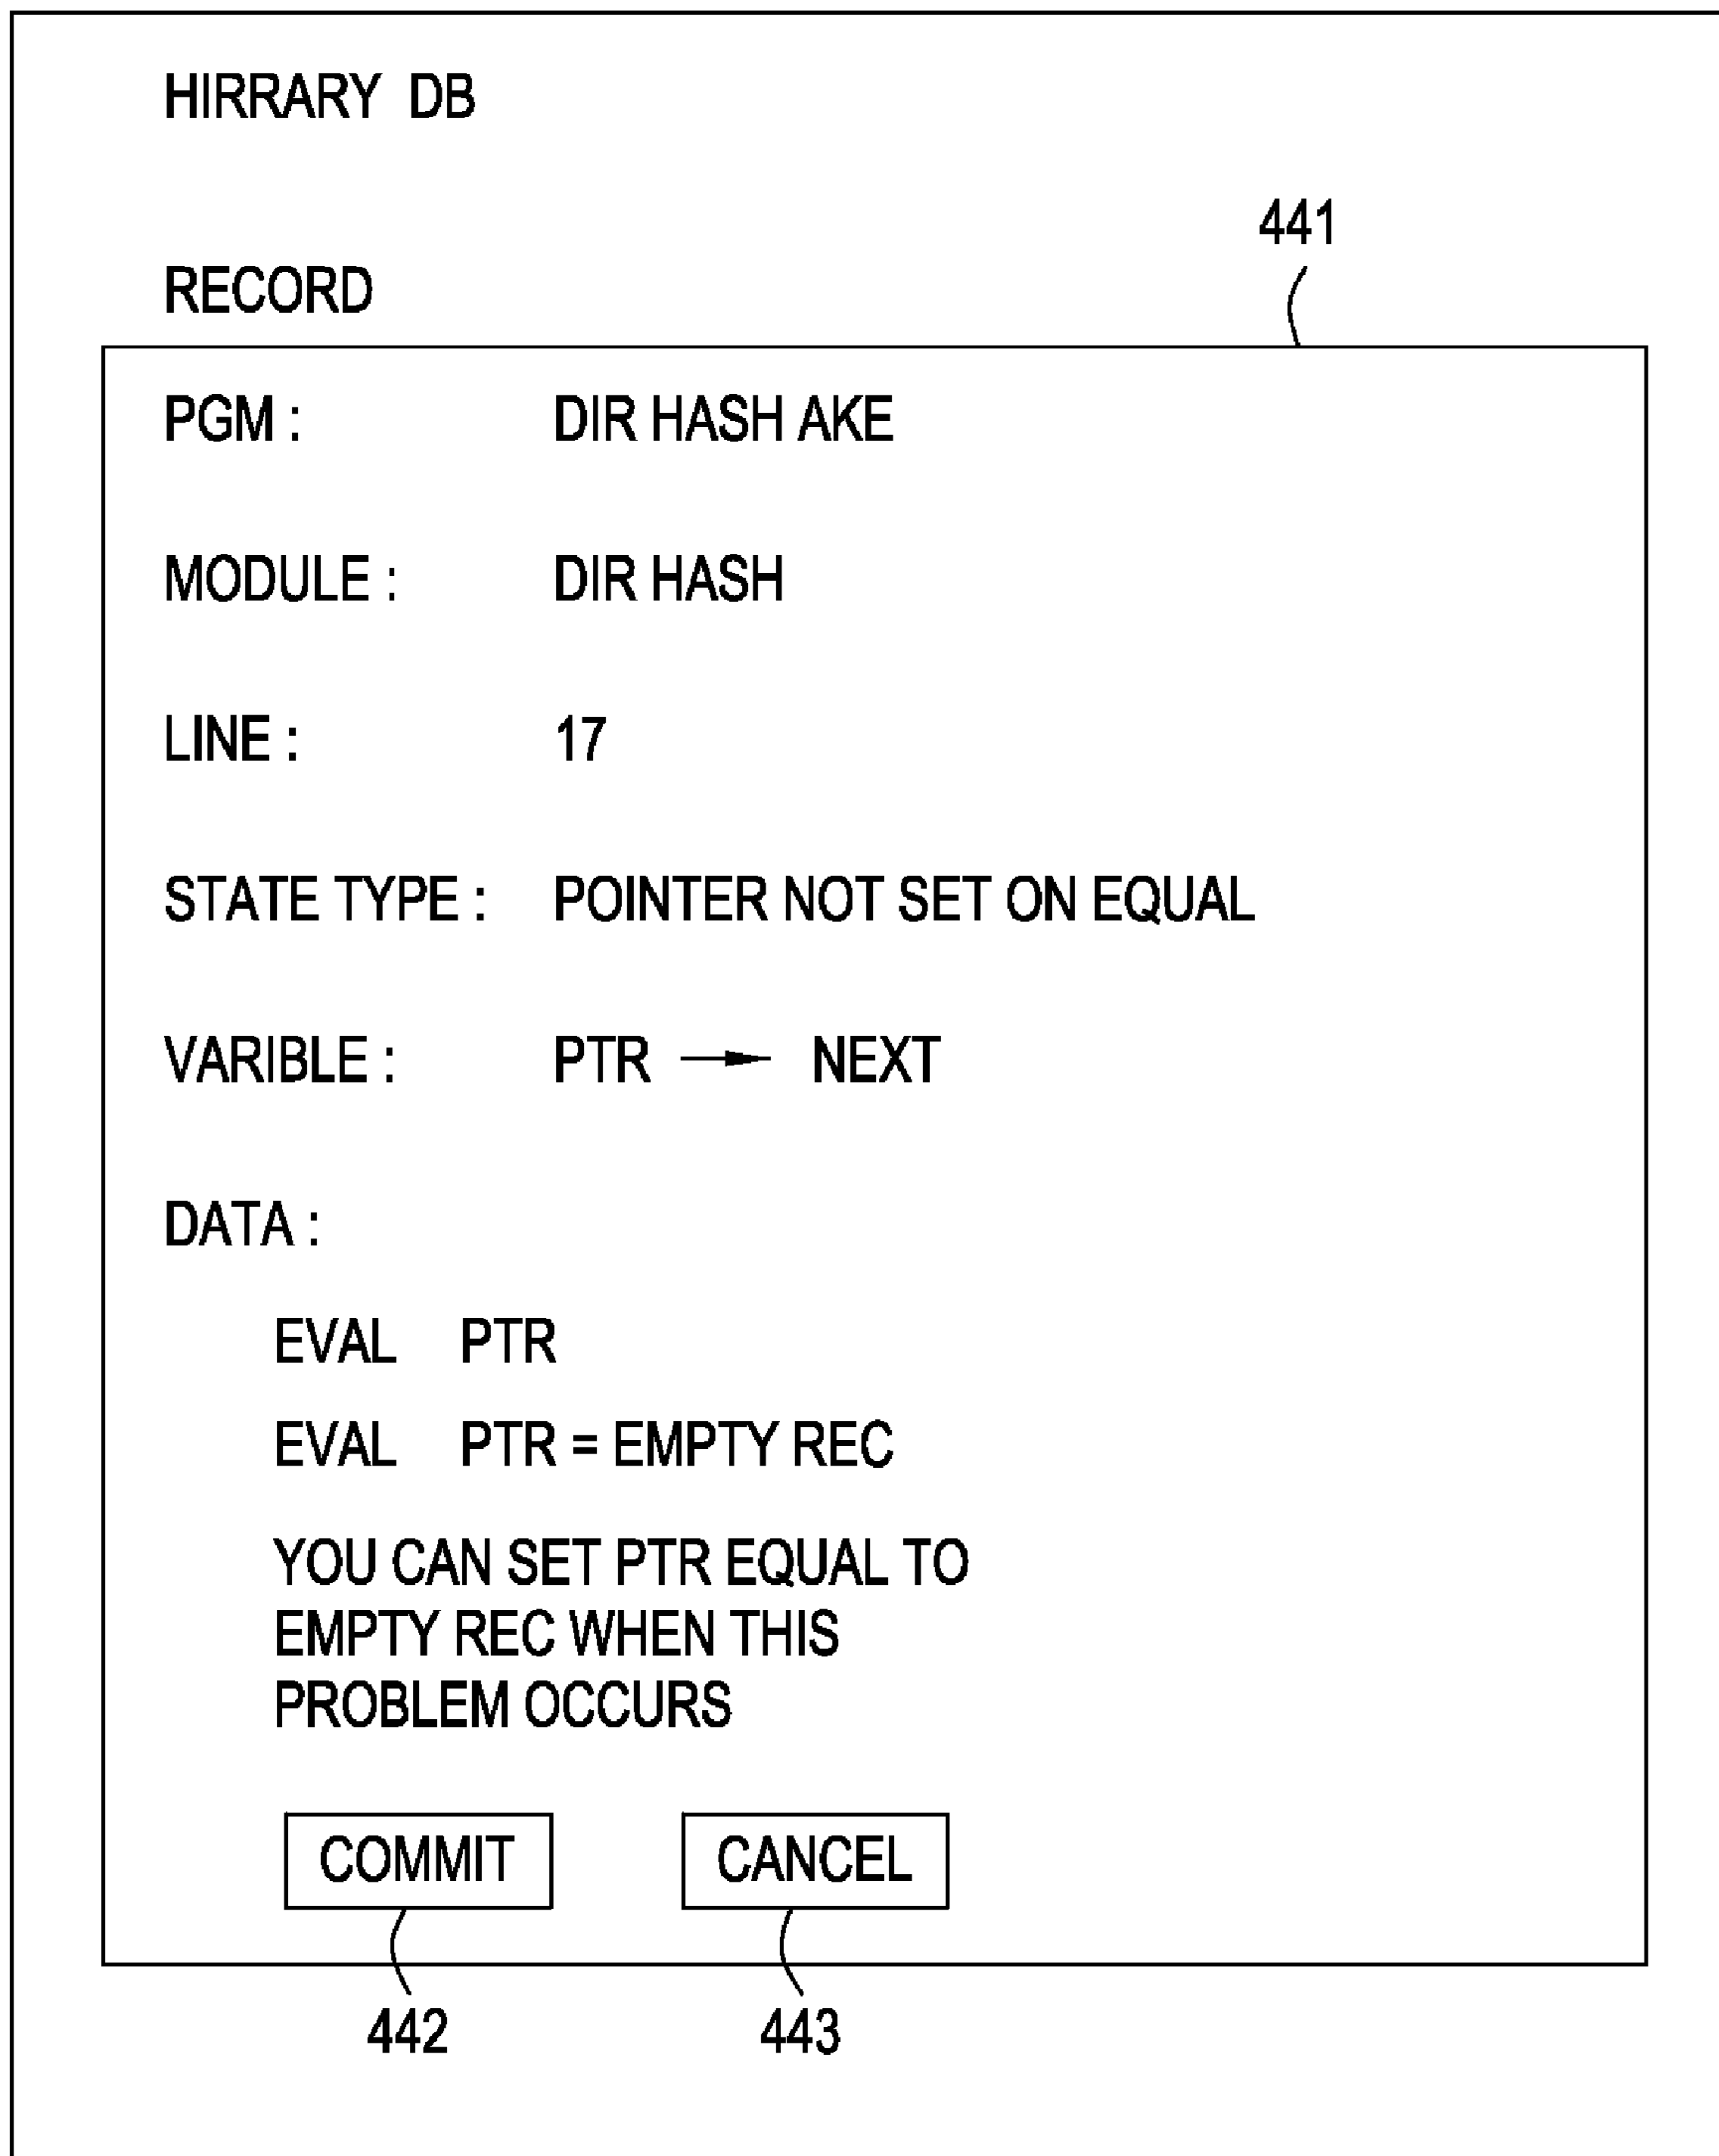 HIRRARY DB
441
RECORD
PGM : DIR HASH AKE
MODULE : DIR HASH
LINE : 17
STATE TYPE : POINTER NOT SET ON EQUAL
VARIBLE : PTR → NEXT
DATA :
EVAL PTR
EVAL PTR = EMPTY REC
YOU CAN SET PTR EQUAL TO
EMPTY REC WHEN THIS
PROBLEM OCCURS
COMMIT CANCEL
442 443